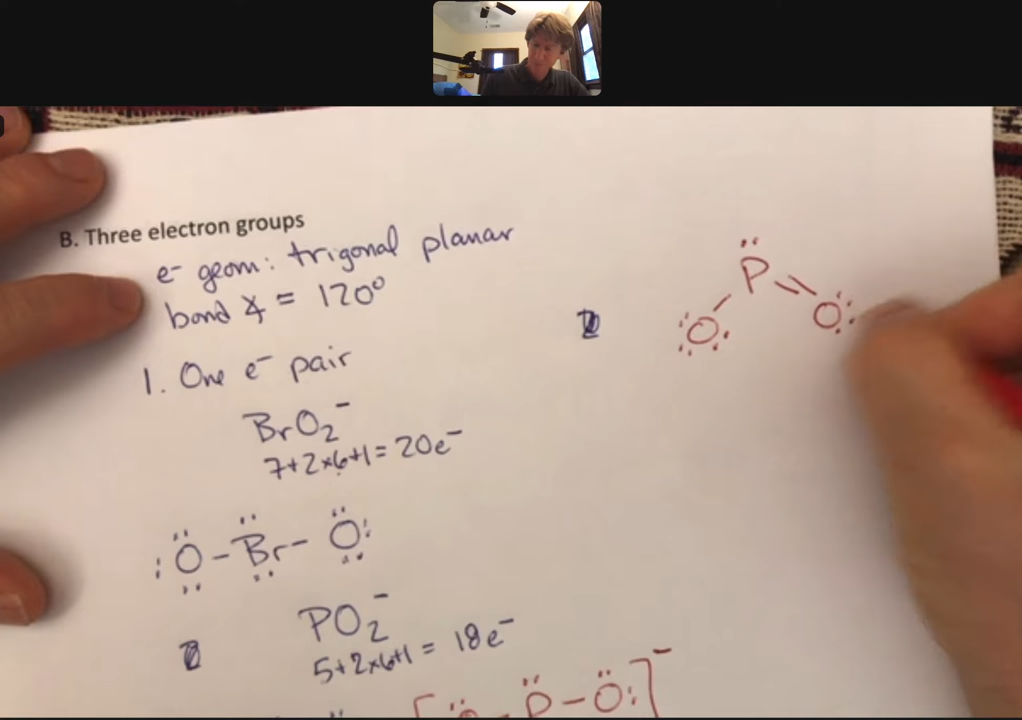 B. Three electron groups
e⁻ geom: trigonal planar
bond ∡ = 120°
1. One e⁻ pair
BrO₂⁻
7+2×6+1 = 20e⁻
:Ö-B̈r-Ö:
PO₂⁻
5+2×6+1 = 18e⁻
[Ö-P̈-Ö:]⁻
P̈
O
O